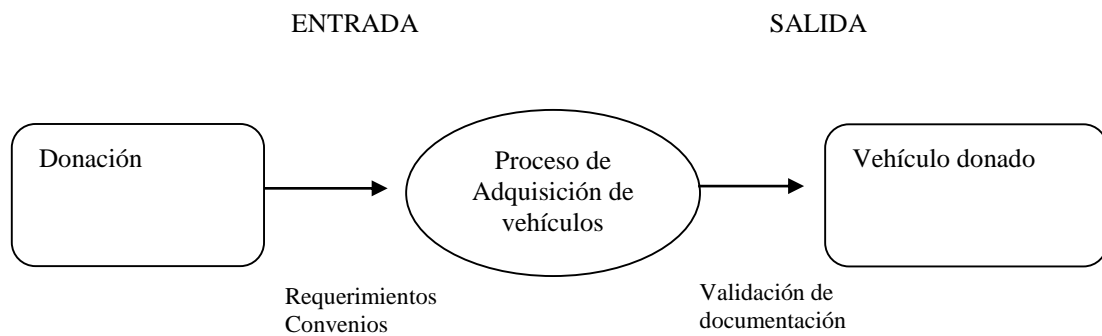 ENTRADA
SALIDA
Donación
Proceso de
Adquisición de
vehículos
Vehículo donado
Requerimientos
Convenios
Validación de
documentación